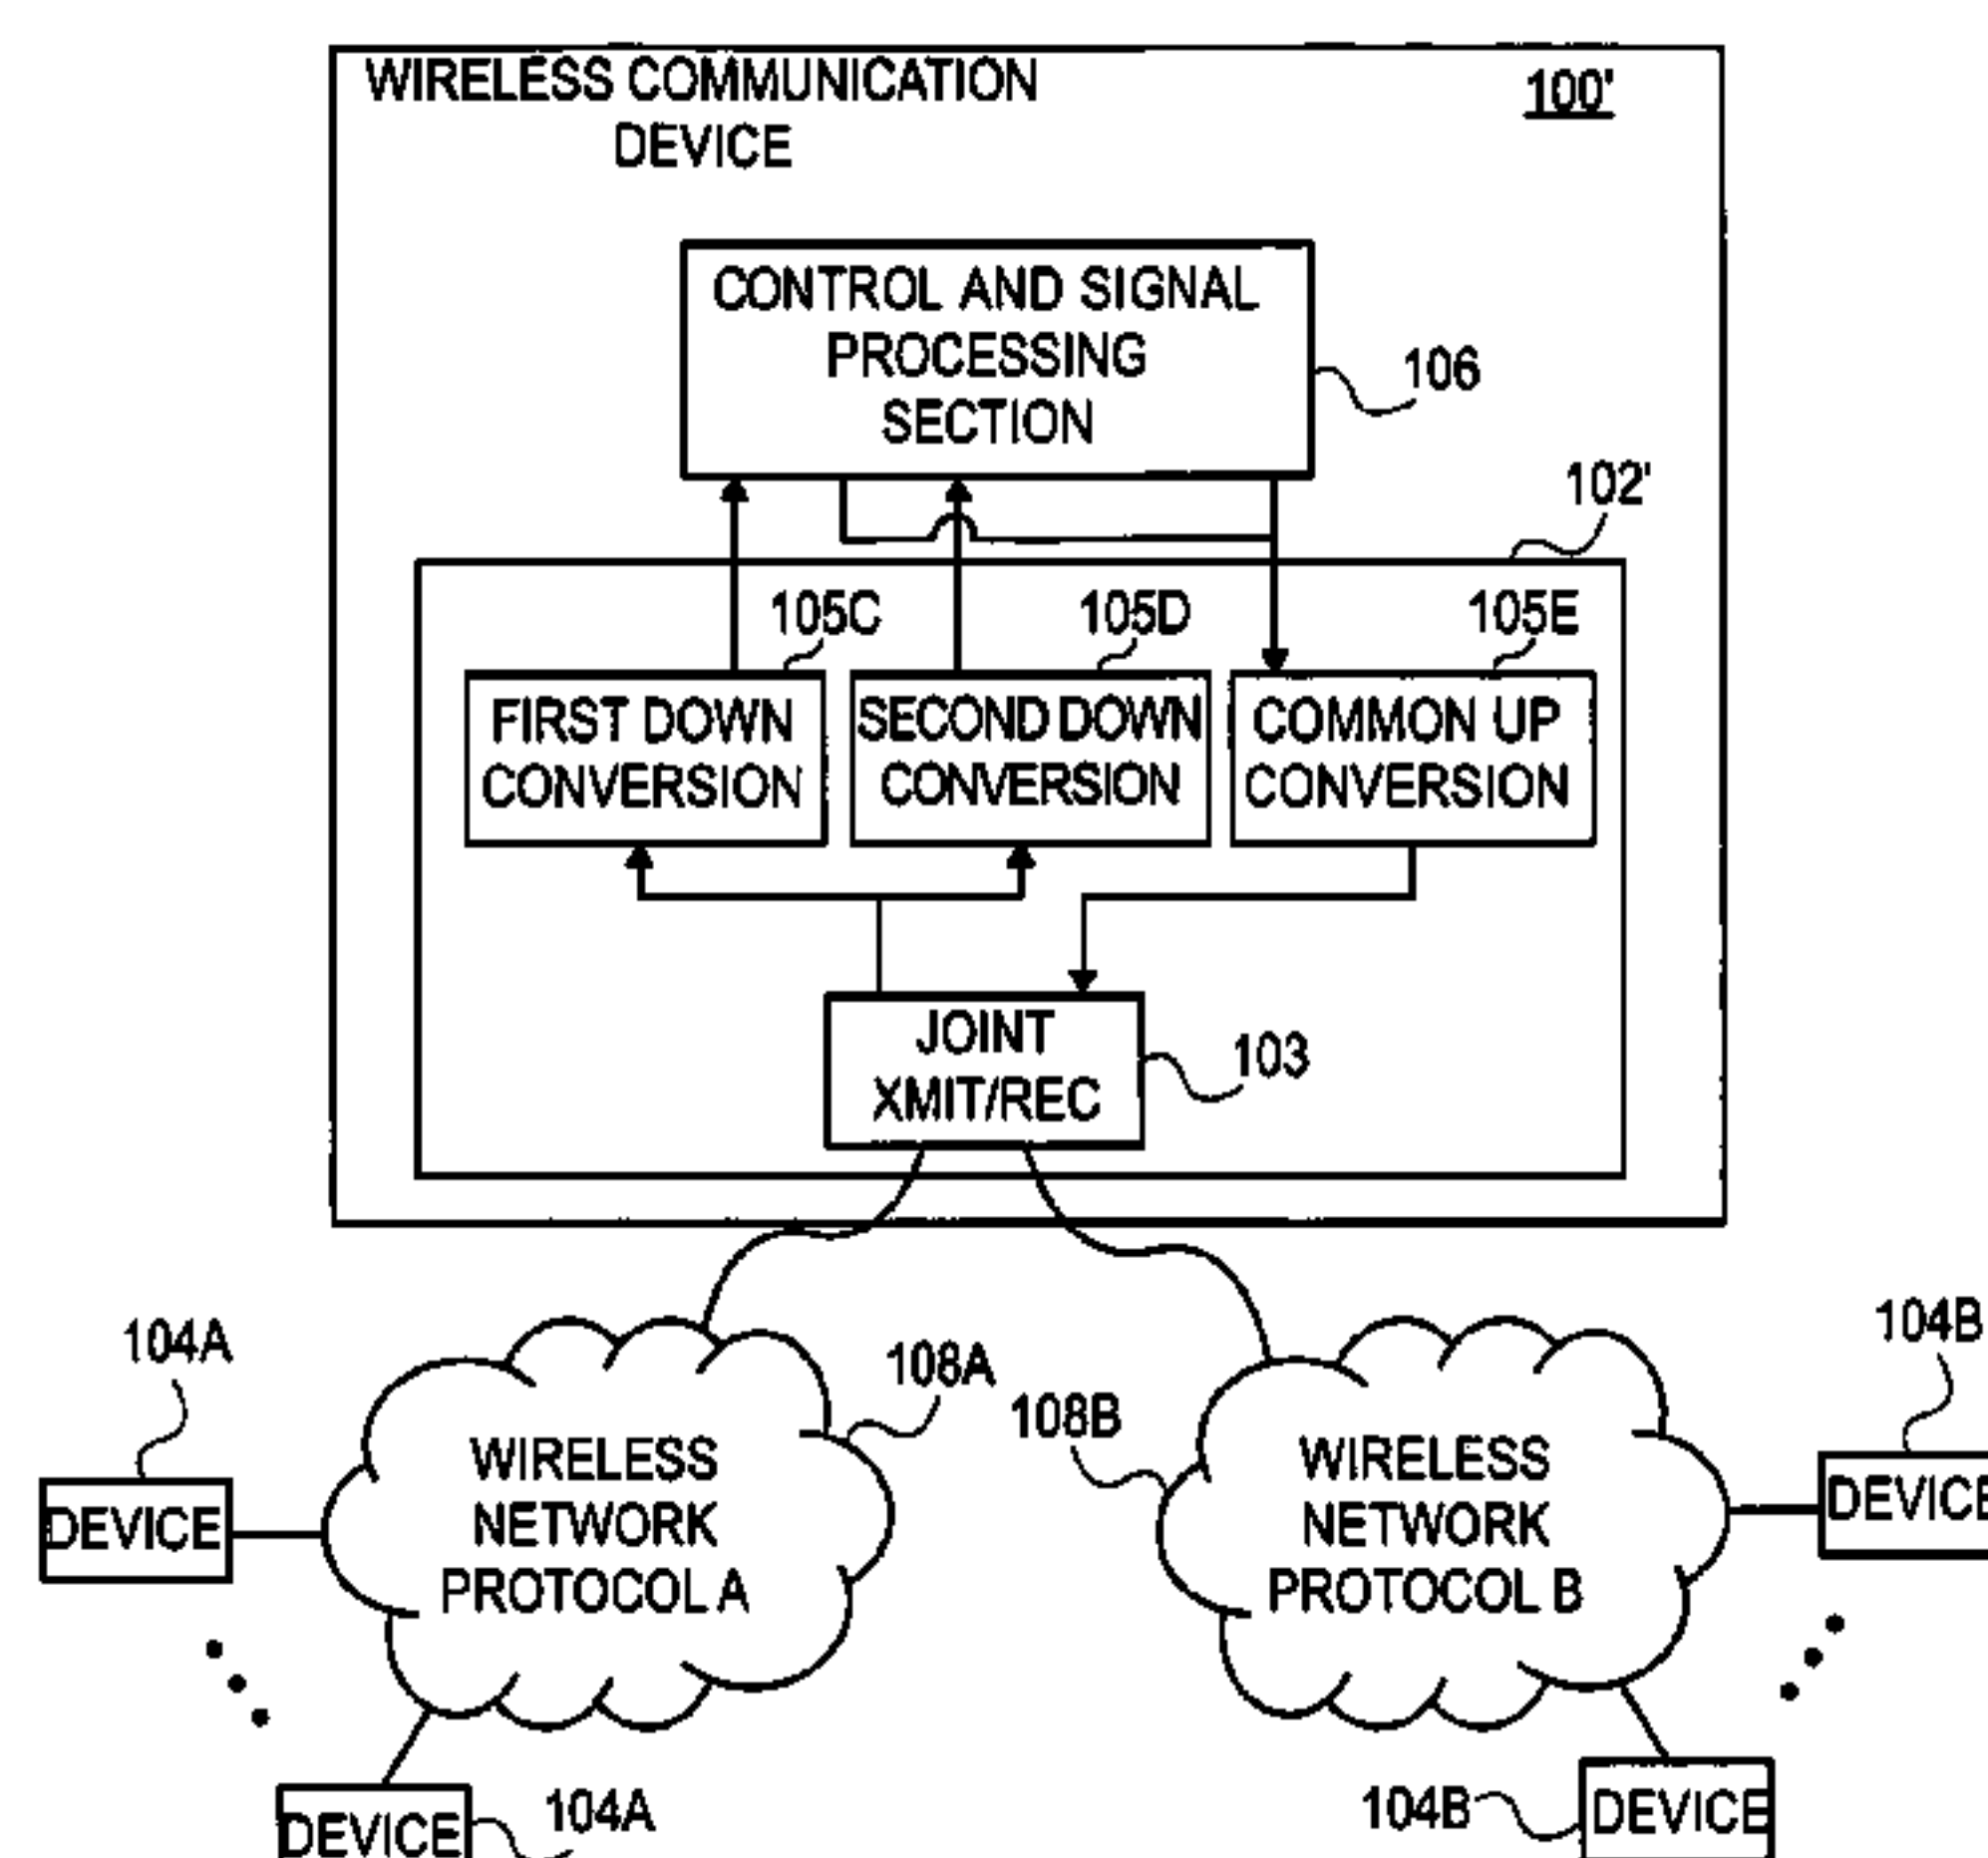 WIRELESS COMMUNICATION
DEVICE
100'
CONTROL AND SIGNAL
PROCESSING
SECTION
106
102'
105C
105D
105E
FIRST DOWN
CONVERSION
SECOND DOWN
CONVERSION
COMMON UP
CONVERSION
JOINT
XMIT/REC
103
104A
108A
108B
104B
DEVICE
WIRELESS
NETWORK
PROTOCOL A
WIRELESS
NETWORK
PROTOCOL B
DEVICE
DEVICE
104A
104B
DEVICE